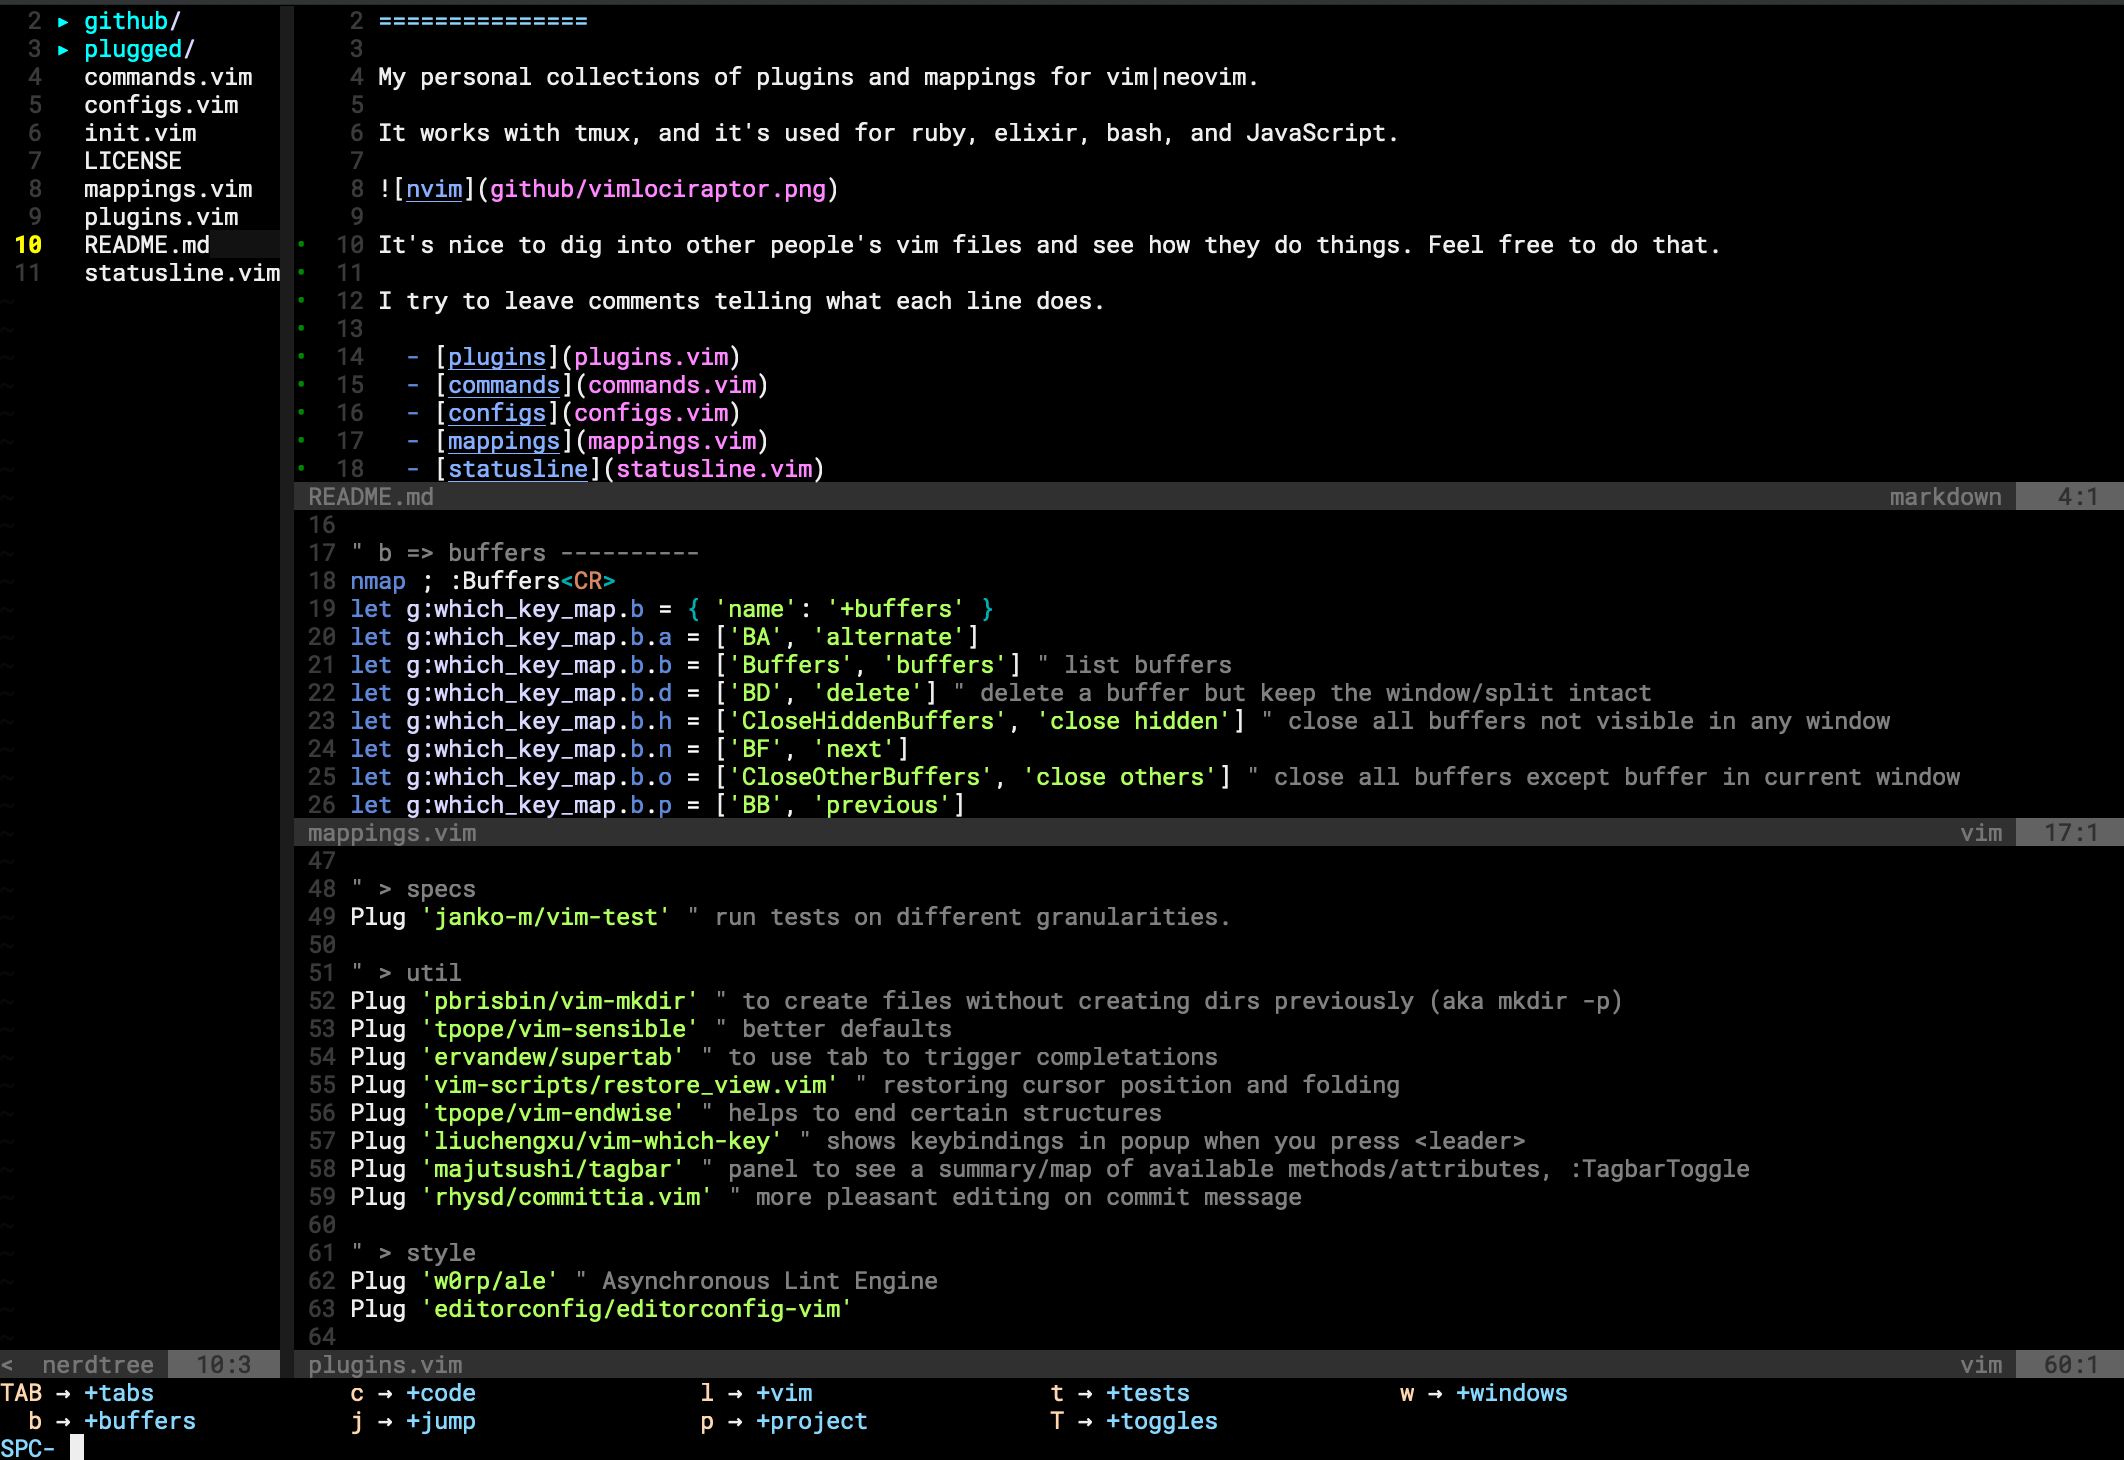 2 ▸ github/
3 ▸ plugged/
4 commands.vim
5 configs.vim
6 init.vim
7 LICENSE
8 mappings.vim
9 plugins.vim
10 README.md
11 statusline.vim
< nerdtree 10:3
2 ===============
3
4 My personal collections of plugins and mappings for vim|neovim.
5
6 It works with tmux, and it's used for ruby, elixir, bash, and JavaScript.
7
8 ![nvim](github/vimlociraptor.png)
9
10 It's nice to dig into other people's vim files and see how they do things. Feel free to do that.
11
12 I try to leave comments telling what each line does.
13
14   - [plugins](plugins.vim)
15   - [commands](commands.vim)
16   - [configs](configs.vim)
17   - [mappings](mappings.vim)
18   - [statusline](statusline.vim)
README.md markdown 4:1
16
17 " b => buffers ----------
18 nmap ; :Buffers<CR>
19 let g:which_key_map.b = { 'name': '+buffers' }
20 let g:which_key_map.b.a = ['BA', 'alternate']
21 let g:which_key_map.b.b = ['Buffers', 'buffers'] " list buffers
22 let g:which_key_map.b.d = ['BD', 'delete'] " delete a buffer but keep the window/split intact
23 let g:which_key_map.b.h = ['CloseHiddenBuffers', 'close hidden'] " close all buffers not visible in any window
24 let g:which_key_map.b.n = ['BF', 'next']
25 let g:which_key_map.b.o = ['CloseOtherBuffers', 'close others'] " close all buffers except buffer in current window
26 let g:which_key_map.b.p = ['BB', 'previous']
mappings.vim vim 17:1
47
48 " > specs
49 Plug 'janko-m/vim-test' " run tests on different granularities.
50
51 " > util
52 Plug 'pbrisbin/vim-mkdir' " to create files without creating dirs previously (aka mkdir -p)
53 Plug 'tpope/vim-sensible' " better defaults
54 Plug 'ervandew/supertab' " to use tab to trigger completations
55 Plug 'vim-scripts/restore_view.vim' " restoring cursor position and folding
56 Plug 'tpope/vim-endwise' " helps to end certain structures
57 Plug 'liuchengxu/vim-which-key' " shows keybindings in popup when you press <leader>
58 Plug 'majutsushi/tagbar' " panel to see a summary/map of available methods/attributes, :TagbarToggle
59 Plug 'rhysd/committia.vim' " more pleasant editing on commit message
60
61 " > style
62 Plug 'w0rp/ale' " Asynchronous Lint Engine
63 Plug 'editorconfig/editorconfig-vim'
64
plugins.vim vim 60:1
TAB → +tabs c → +code l → +vim t → +tests w → +windows
b → +buffers j → +jump p → +project T → +toggles
SPC-